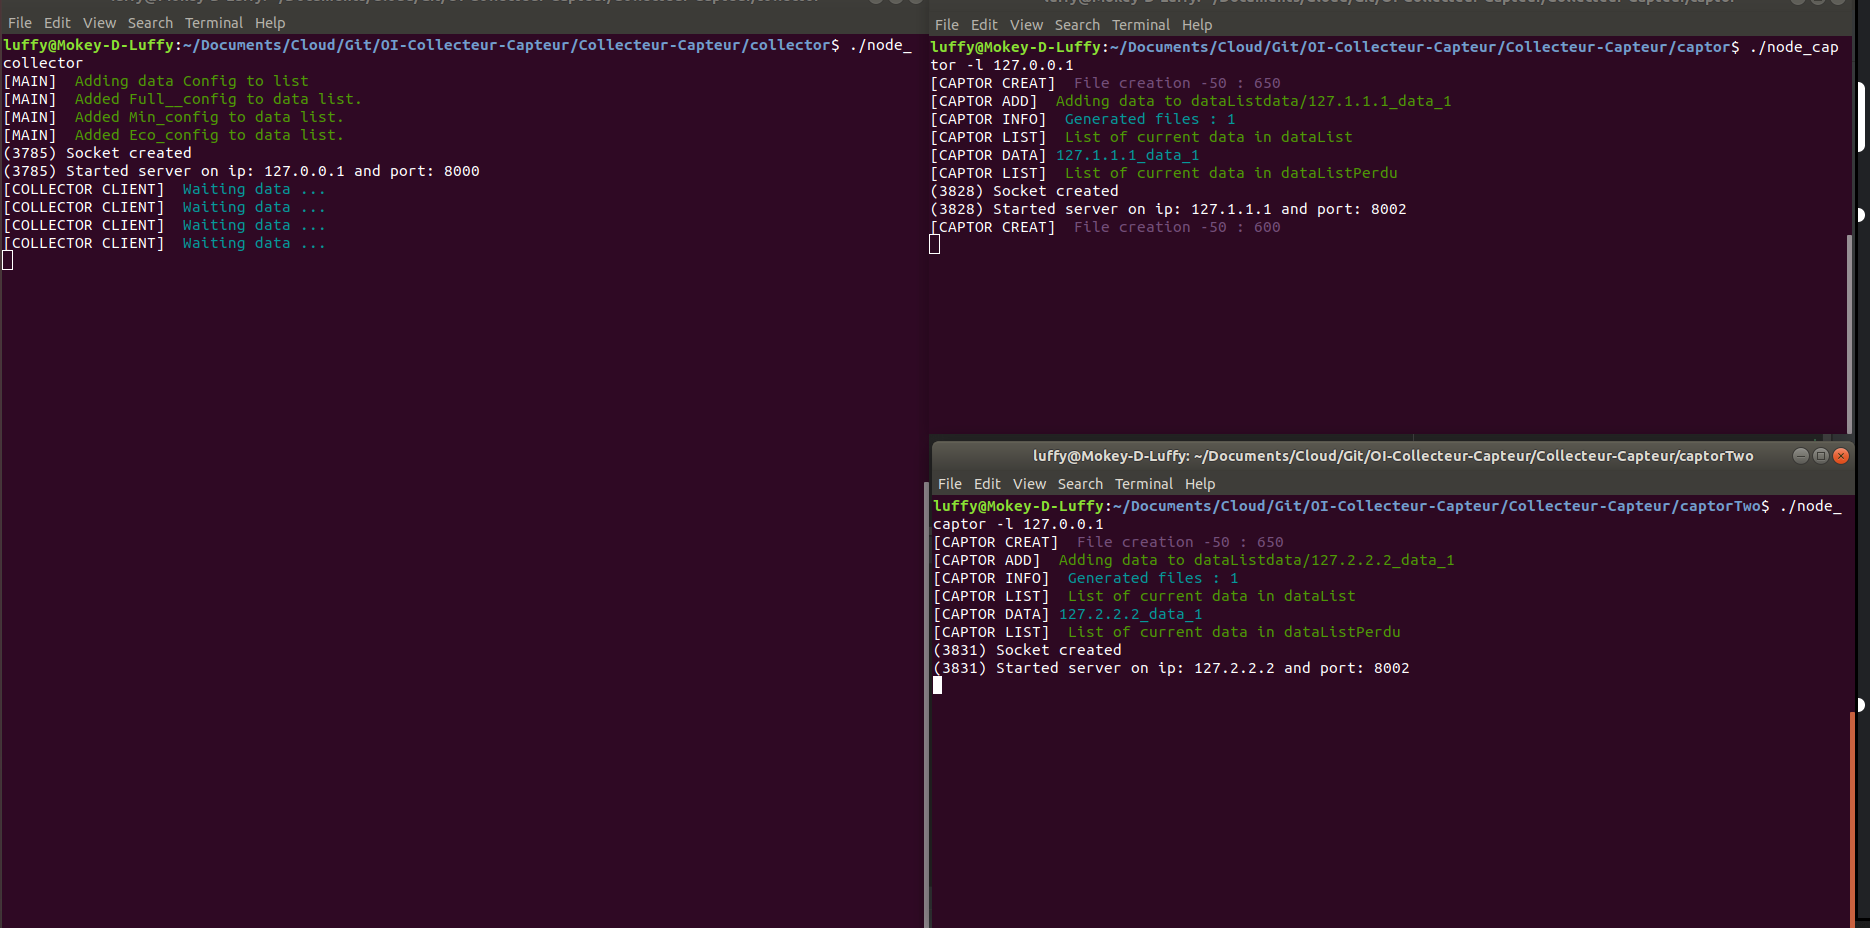 File Edit View Search Terminal Help
luffy@Mokey-D-Luffy:~/Documents/Cloud/Git/OI-Collecteur-Capteur/Collecteur-Capteur/collector$ ./node_
collector
[MAIN]  Adding data Config to list
[MAIN]  Added Full__config to data list.
[MAIN]  Added Min_config to data list.
[MAIN]  Added Eco_config to data list.
(3785) Socket created
(3785) Started server on ip: 127.0.0.1 and port: 8000
[COLLECTOR CLIENT]  Waiting data ...
[COLLECTOR CLIENT]  Waiting data ...
[COLLECTOR CLIENT]  Waiting data ...
[COLLECTOR CLIENT]  Waiting data ...
File Edit View Search Terminal Help
luffy@Mokey-D-Luffy:~/Documents/Cloud/Git/OI-Collecteur-Capteur/Collecteur-Capteur/captor$ ./node_cap
tor -l 127.0.0.1
[CAPTOR CREAT]  File creation -50 : 650
[CAPTOR ADD]  Adding data to dataListdata/127.1.1.1_data_1
[CAPTOR INFO]  Generated files : 1
[CAPTOR LIST]  List of current data in dataList
[CAPTOR DATA] 127.1.1.1_data_1
[CAPTOR LIST]  List of current data in dataListPerdu
(3828) Socket created
(3828) Started server on ip: 127.1.1.1 and port: 8002
[CAPTOR CREAT]  File creation -50 : 600
luffy@Mokey-D-Luffy: ~/Documents/Cloud/Git/OI-Collecteur-Capteur/Collecteur-Capteur/captorTwo
File Edit View Search Terminal Help
luffy@Mokey-D-Luffy:~/Documents/Cloud/Git/OI-Collecteur-Capteur/Collecteur-Capteur/captorTwo$ ./node_
captor -l 127.0.0.1
[CAPTOR CREAT]  File creation -50 : 650
[CAPTOR ADD]  Adding data to dataListdata/127.2.2.2_data_1
[CAPTOR INFO]  Generated files : 1
[CAPTOR LIST]  List of current data in dataList
[CAPTOR DATA] 127.2.2.2_data_1
[CAPTOR LIST]  List of current data in dataListPerdu
(3831) Socket created
(3831) Started server on ip: 127.2.2.2 and port: 8002